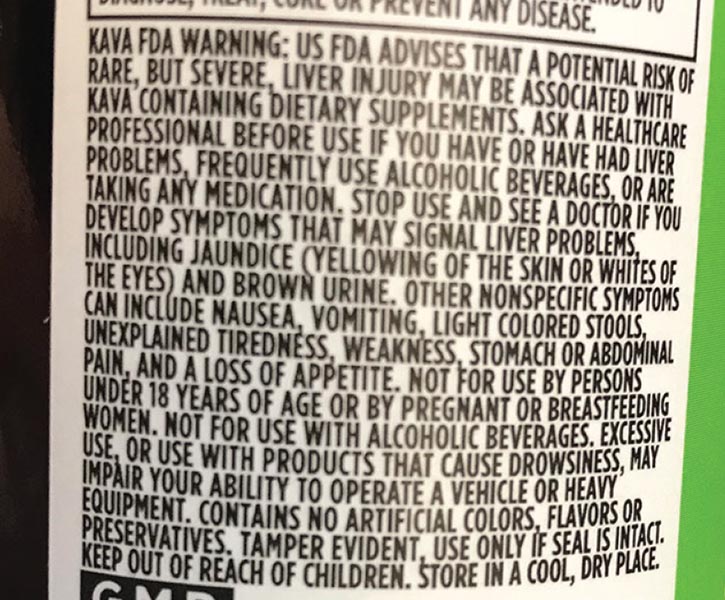 DIAGNOSE, TREAT, CURE OR PREVENT ANY DISEASE.
KAVA FDA WARNING: US FDA ADVISES THAT A POTENTIAL RISK OF
RARE, BUT SEVERE, LIVER INJURY MAY BE ASSOCIATED WITH
KAVA CONTAINING DIETARY SUPPLEMENTS. ASK A HEALTHCARE
PROFESSIONAL BEFORE USE IF YOU HAVE OR HAVE HAD LIVER
PROBLEMS, FREQUENTLY USE ALCOHOLIC BEVERAGES, OR ARE
TAKING ANY MEDICATION. STOP USE AND SEE A DOCTOR IF YOU
DEVELOP SYMPTOMS THAT MAY SIGNAL LIVER PROBLEMS,
INCLUDING JAUNDICE (YELLOWING OF THE SKIN OR WHITES OF
THE EYES) AND BROWN URINE. OTHER NONSPECIFIC SYMPTOMS
CAN INCLUDE NAUSEA, VOMITING, LIGHT COLORED STOOLS,
UNEXPLAINED TIREDNESS, WEAKNESS, STOMACH OR ABDOMINAL
PAIN, AND A LOSS OF APPETITE. NOT FOR USE BY PERSONS
UNDER 18 YEARS OF AGE OR BY PREGNANT OR BREASTFEEDING
WOMEN. NOT FOR USE WITH ALCOHOLIC BEVERAGES. EXCESSIVE
USE, OR USE WITH PRODUCTS THAT CAUSE DROWSINESS, MAY
IMPAIR YOUR ABILITY TO OPERATE A VEHICLE OR HEAVY
EQUIPMENT. CONTAINS NO ARTIFICIAL COLORS, FLAVORS OR
PRESERVATIVES. TAMPER EVIDENT, USE ONLY IF SEAL IS INTACT.
KEEP OUT OF REACH OF CHILDREN. STORE IN A COOL, DRY PLACE.
GMP